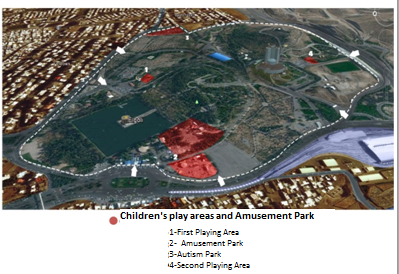 Children's play areas and Amusement Park
1-First Playing Area
2- Amusement Park
3-Autism Park
4-Second Playing Area